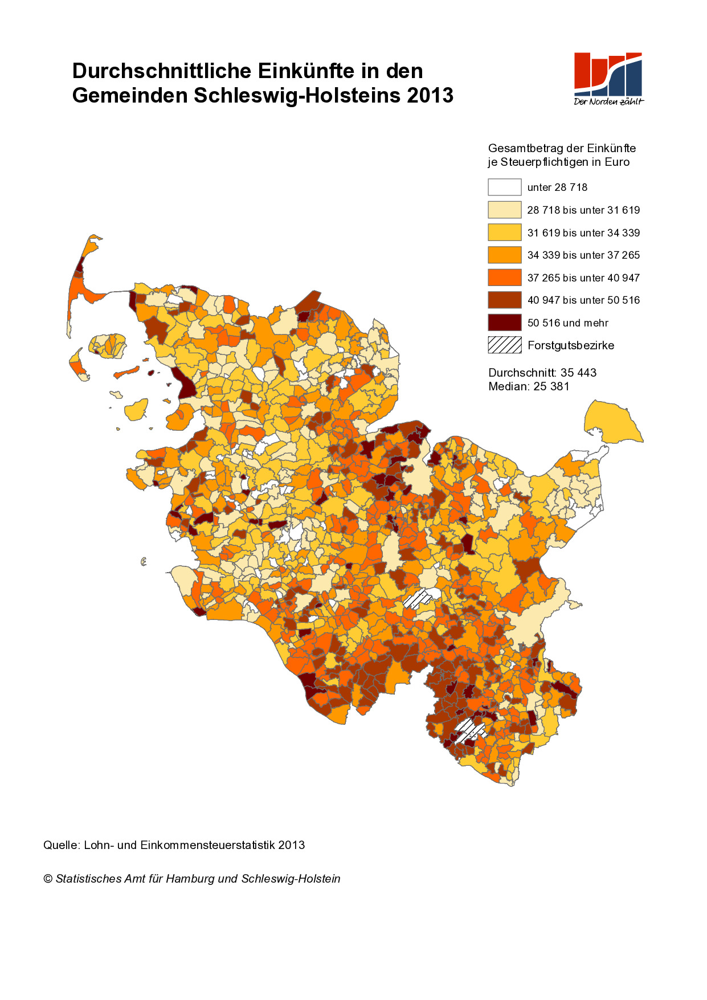 Durchschnittliche Einkünfte in den
Gemeinden Schleswig-Holsteins 2013
Der Norden zählt
Gesamtbetrag der Einkünfte
je Steuerpflichtigen in Euro
unter 28 718
28 718 bis unter 31 619
31 619 bis unter 34 339
34 339 bis unter 37 265
37 265 bis unter 40 947
40 947 bis unter 50 516
50 516 und mehr
Forstgutsbezirke
Durchschnitt: 35 443
Median: 25 381
Quelle: Lohn- und Einkommensteuerstatistik 2013
© Statistisches Amt für Hamburg und Schleswig-Holstein